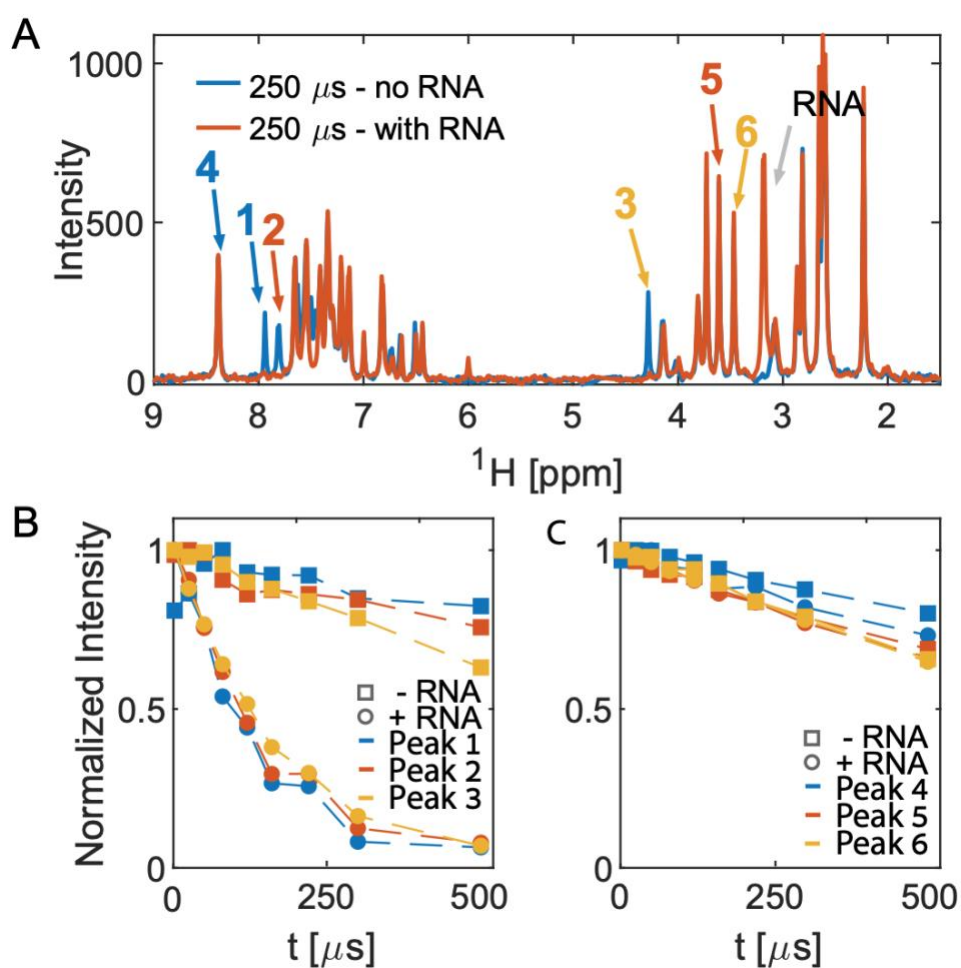 A
1000
500
0
Intensity
250 μs - no RNA
250 μs - with RNA
4
1
2
3
5
6
RNA
9
8
7
6
5
4
3
2
¹H [ppm]
B
Normalized Intensity
1
0.5
0
- RNA
+ RNA
Peak 1
Peak 2
Peak 3
0
250
500
t [μs]
C
1
0.5
0
- RNA
+ RNA
Peak 4
Peak 5
Peak 6
0
250
500
t [μs]